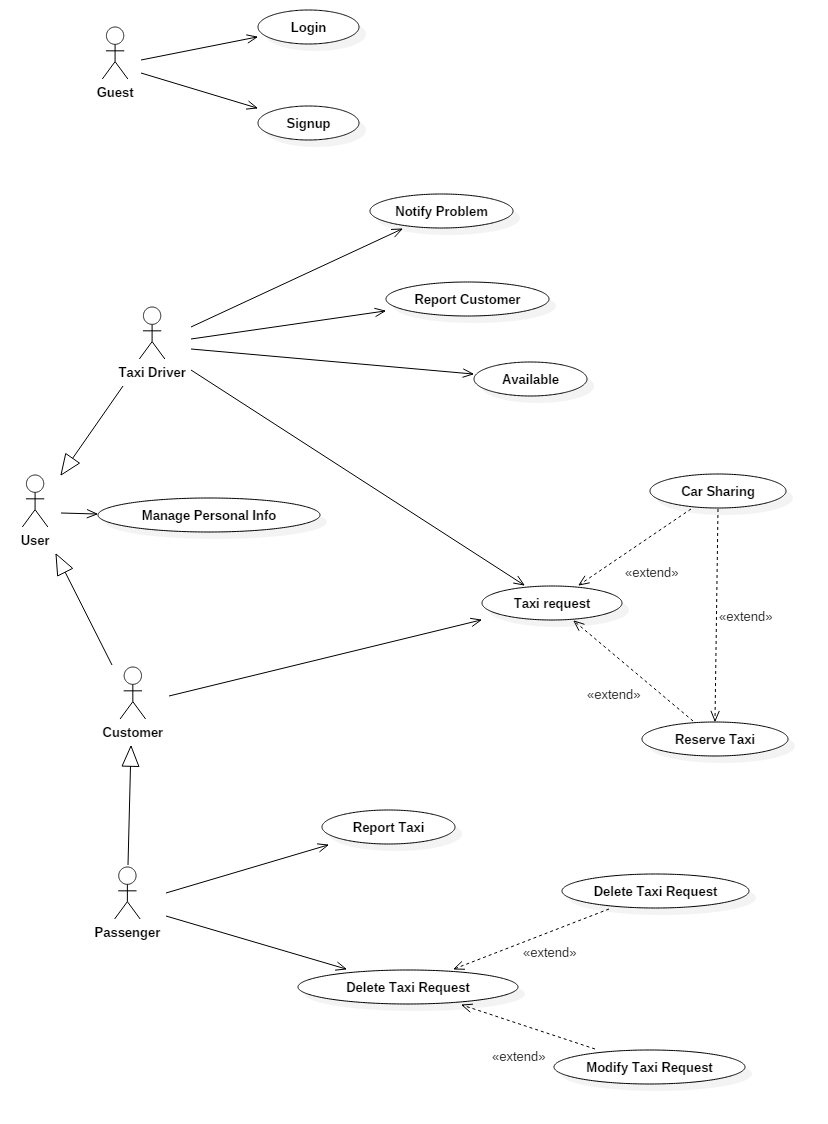 Login
Guest
Signup
Notify Problem
Report Customer
Taxi Driver
Available
Car Sharing
Manage Personal Info
User
«extend»
Taxi request
«extend»
«extend»
Customer
Reserve Taxi
Report Taxi
Delete Taxi Request
Passenger
«extend»
Delete Taxi Request
«extend»
Modify Taxi Request